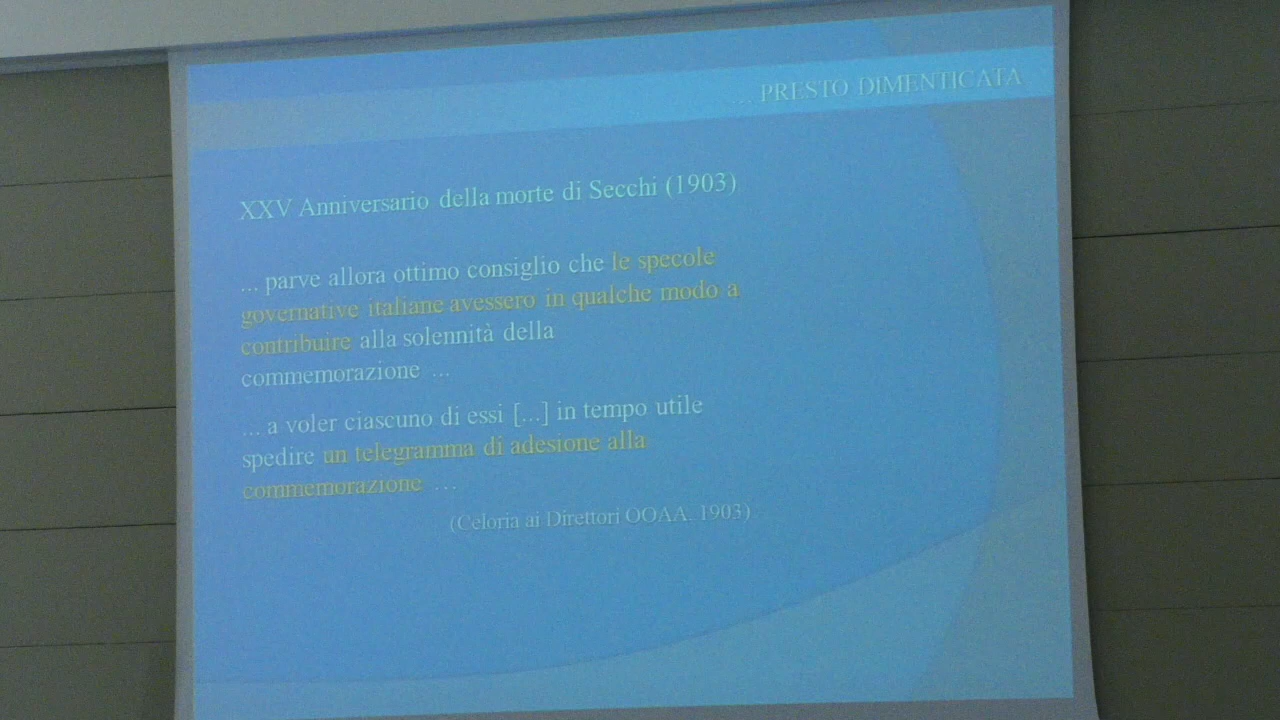 ... PRESTO DIMENTICATA
XXV Anniversario della morte di Secchi (1903)
... parve allora ottimo consiglio che le specole
governative italiane avessero in qualche modo a
contribuire alla solennità della
commemorazione ...
... a voler ciascuno di essi [...] in tempo utile
spedire un telegramma di adesione alla
commemorazione ...
(Celoria ai Direttori OOAA. 1903)